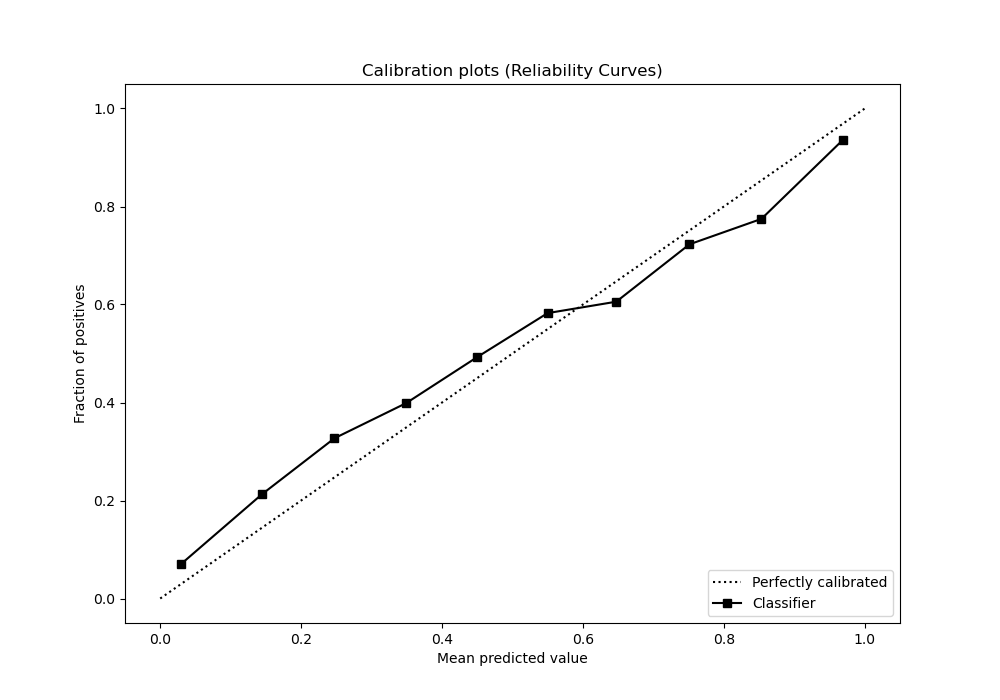 Calibration plots (Reliability Curves)
1.0
0.8
0.6
0.4
0.2
0.0
Fraction of positives
Perfectly calibrated
Classifier
0.0 0.2 0.4 0.6 0.8 1.0
Mean predicted value